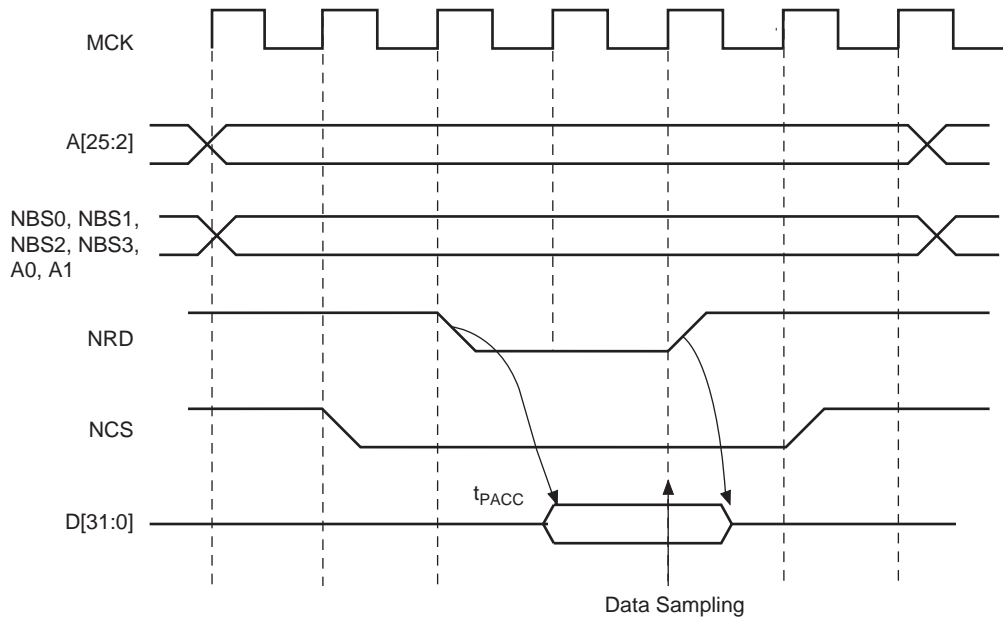 MCK
A[25:2]
NBS0, NBS1,
NBS2, NBS3,
A0, A1
NRD
NCS
tPACC
D[31:0]
Data Sampling